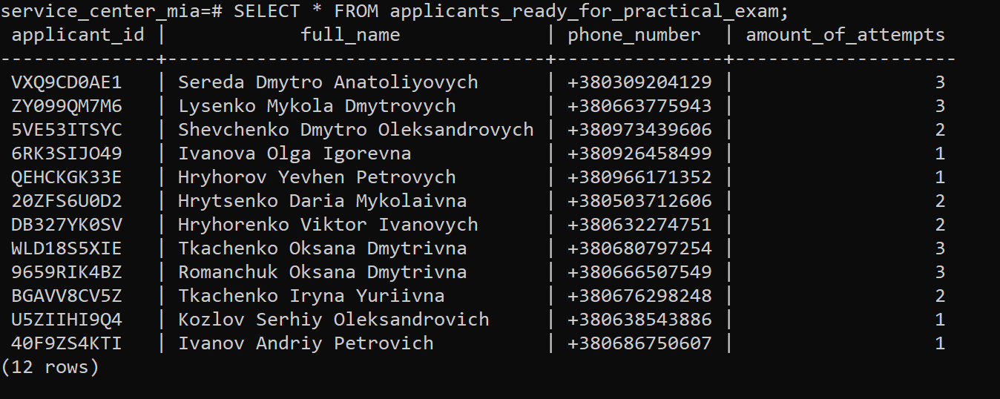 service_center_mia=# SELECT * FROM applicants_ready_for_practical_exam;
 applicant_id |            full_name             | phone_number  | amount_of_attempts
--------------+----------------------------------+---------------+--------------------
 VXQ9CD0AE1   | Sereda Dmytro Anatoliyovych      | +380309204129 |                  3
 ZY099QM7M6   | Lysenko Mykola Dmytrovych        | +380663775943 |                  3
 5VE53ITSYC   | Shevchenko Dmytro Oleksandrovych | +380973439606 |                  2
 6RK3SIJO49   | Ivanova Olga Igorevna            | +380926458499 |                  1
 QEHCKGK33E   | Hryhorov Yevhen Petrovych        | +380966171352 |                  1
 20ZFS6U0D2   | Hrytsenko Daria Mykolaivna       | +380503712606 |                  2
 DB327YK0SV   | Hryhorenko Viktor Ivanovych      | +380632274751 |                  2
 WLD18S5XIE   | Tkachenko Oksana Dmytrivna       | +380680797254 |                  3
 9659RIK4BZ   | Romanchuk Oksana Dmytrivna       | +380666507549 |                  3
 BGAVV8CV5Z   | Tkachenko Iryna Yuriivna         | +380676298248 |                  2
 U5ZIIHI9Q4   | Kozlov Serhiy Oleksandrovich     | +380638543886 |                  1
 40F9ZS4KTI   | Ivanov Andriy Petrovich          | +380686750607 |                  1
(12 rows)